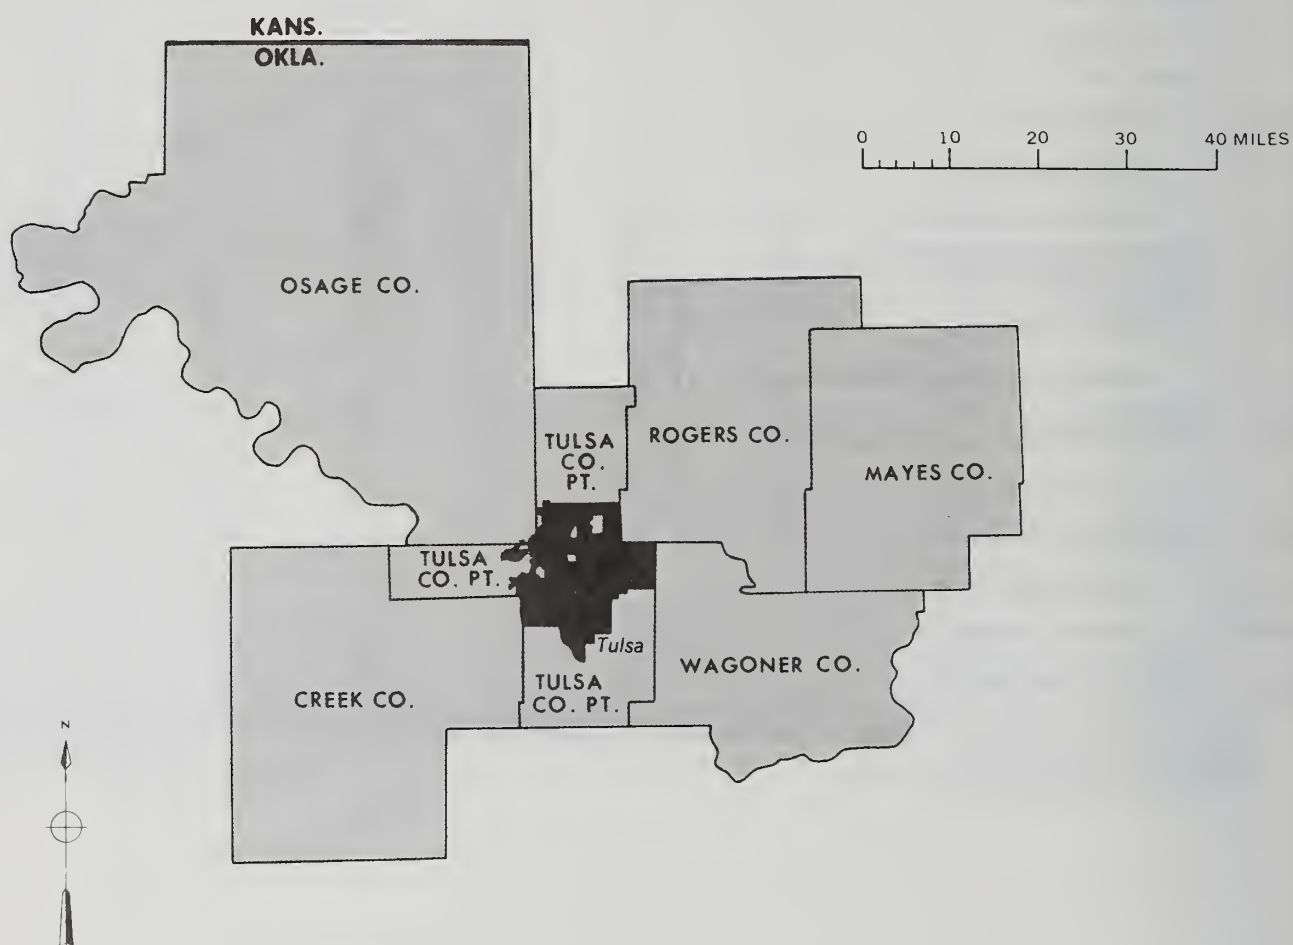 KANS.
OKLA.
0 10 20 30 40 MILES
OSAGE CO.
TULSA
CO.
PT.
ROGERS CO.
MAYES CO.
TULSA
CO. PT.
Tulsa
WAGONER CO.
CREEK CO.
TULSA
CO. PT.
N